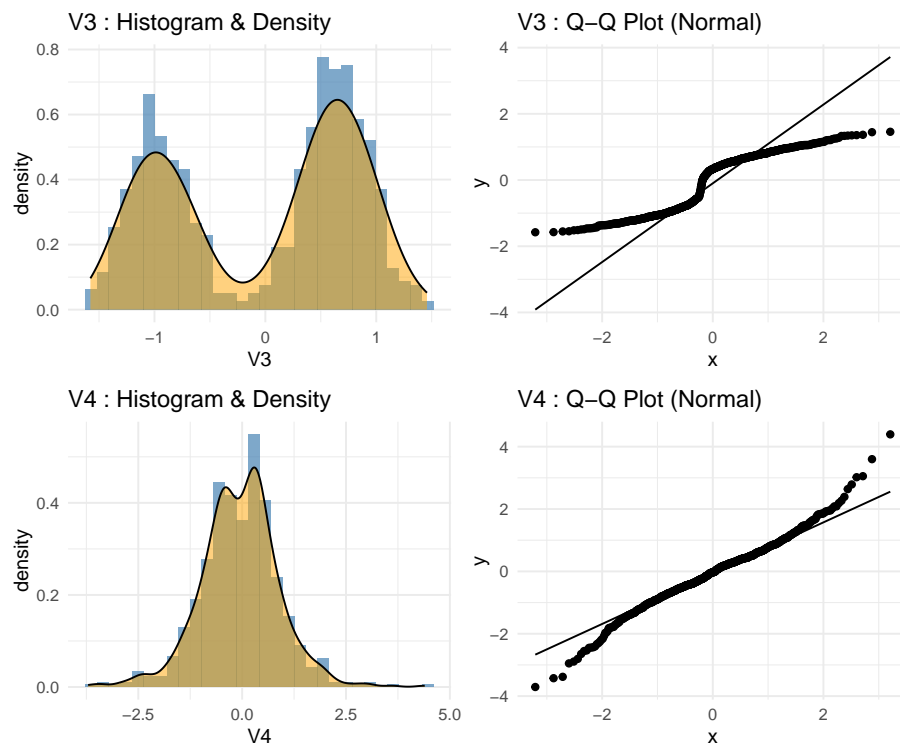 V3 : Histogram & Density
0.8
0.6
0.4
0.2
0.0
density
−1
0
1
V3
V3 : Q−Q Plot (Normal)
4
2
0
−2
−4
y
−2
0
2
x
V4 : Histogram & Density
0.4
0.2
0.0
density
−2.5
0.0
2.5
5.0
V4
V4 : Q−Q Plot (Normal)
4
2
0
−2
−4
y
−2
0
2
x